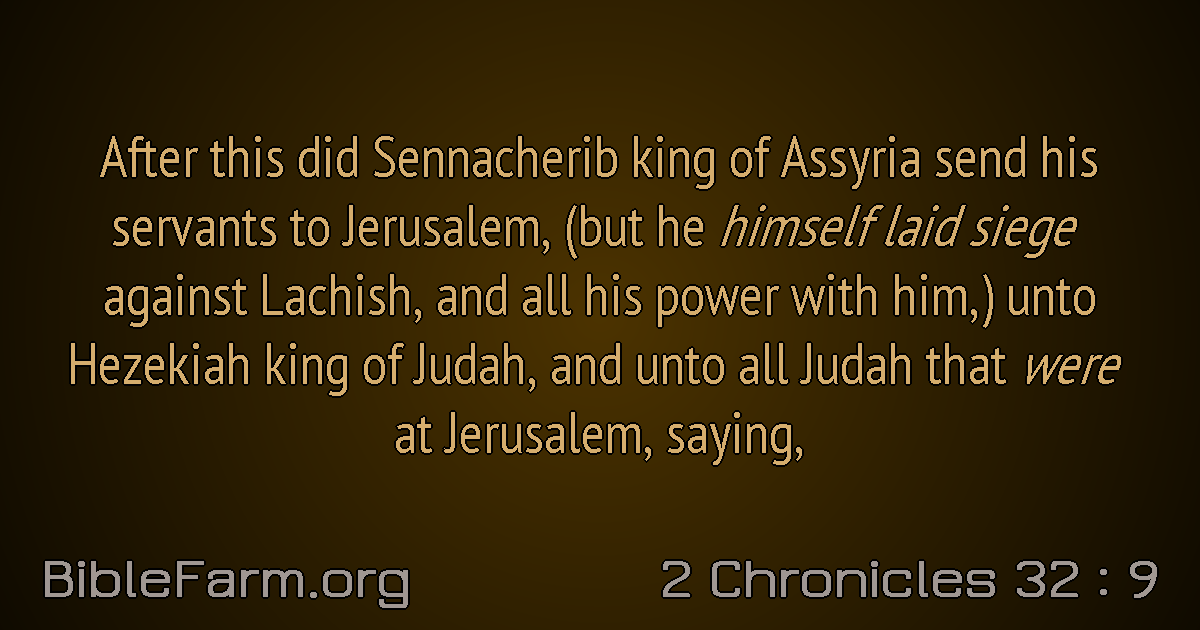 After this did Sennacherib king of Assyria send his
servants to Jerusalem, (but he himself laid siege
against Lachish, and all his power with him,) unto
Hezekiah king of Judah, and unto all Judah that were
at Jerusalem, saying,
BibleFarm.org
2 Chronicles 32 : 9